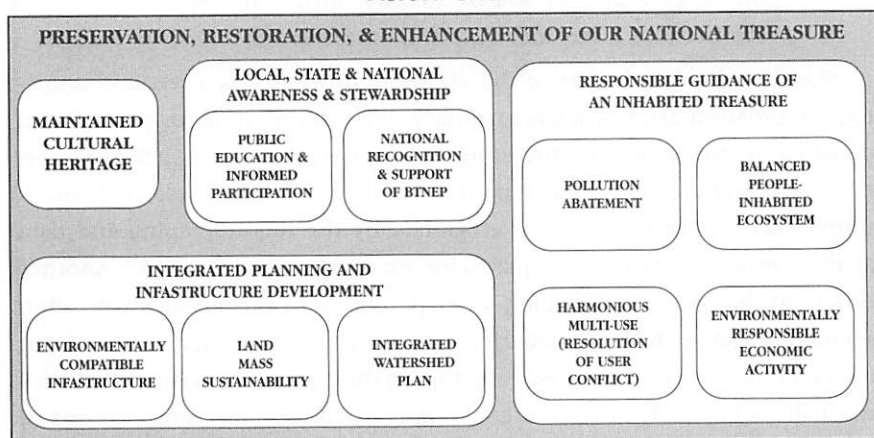 PRESERVATION, RESTORATION, & ENHANCEMENT OF OUR NATIONAL TREASURE
MAINTAINED
CULTURAL
HERITAGE
LOCAL, STATE & NATIONAL
AWARENESS & STEWARDSHIP
PUBLIC
EDUCATION &
INFORMED
PARTICIPATION
NATIONAL
RECOGNITION
& SUPPORT
OF BTNEP
RESPONSIBLE GUIDANCE OF
AN INHABITED TREASURE
POLLUTION
ABATEMENT
BALANCED
PEOPLE-
INHABITED
ECOSYSTEM
HARMONIOUS
MULTI-USE
(RESOLUTION
OF USER
CONFLICT)
ENVIRONMENTALLY
RESPONSIBLE
ECONOMIC
ACTIVITY
INTEGRATED PLANNING AND
INFASTRUCTURE DEVELOPMENT
ENVIRONMENTALLY
COMPATIBLE
INFASTRUCTURE
LAND
MASS
SUSTAINABILITY
INTEGRATED
WATERSHED
PLAN